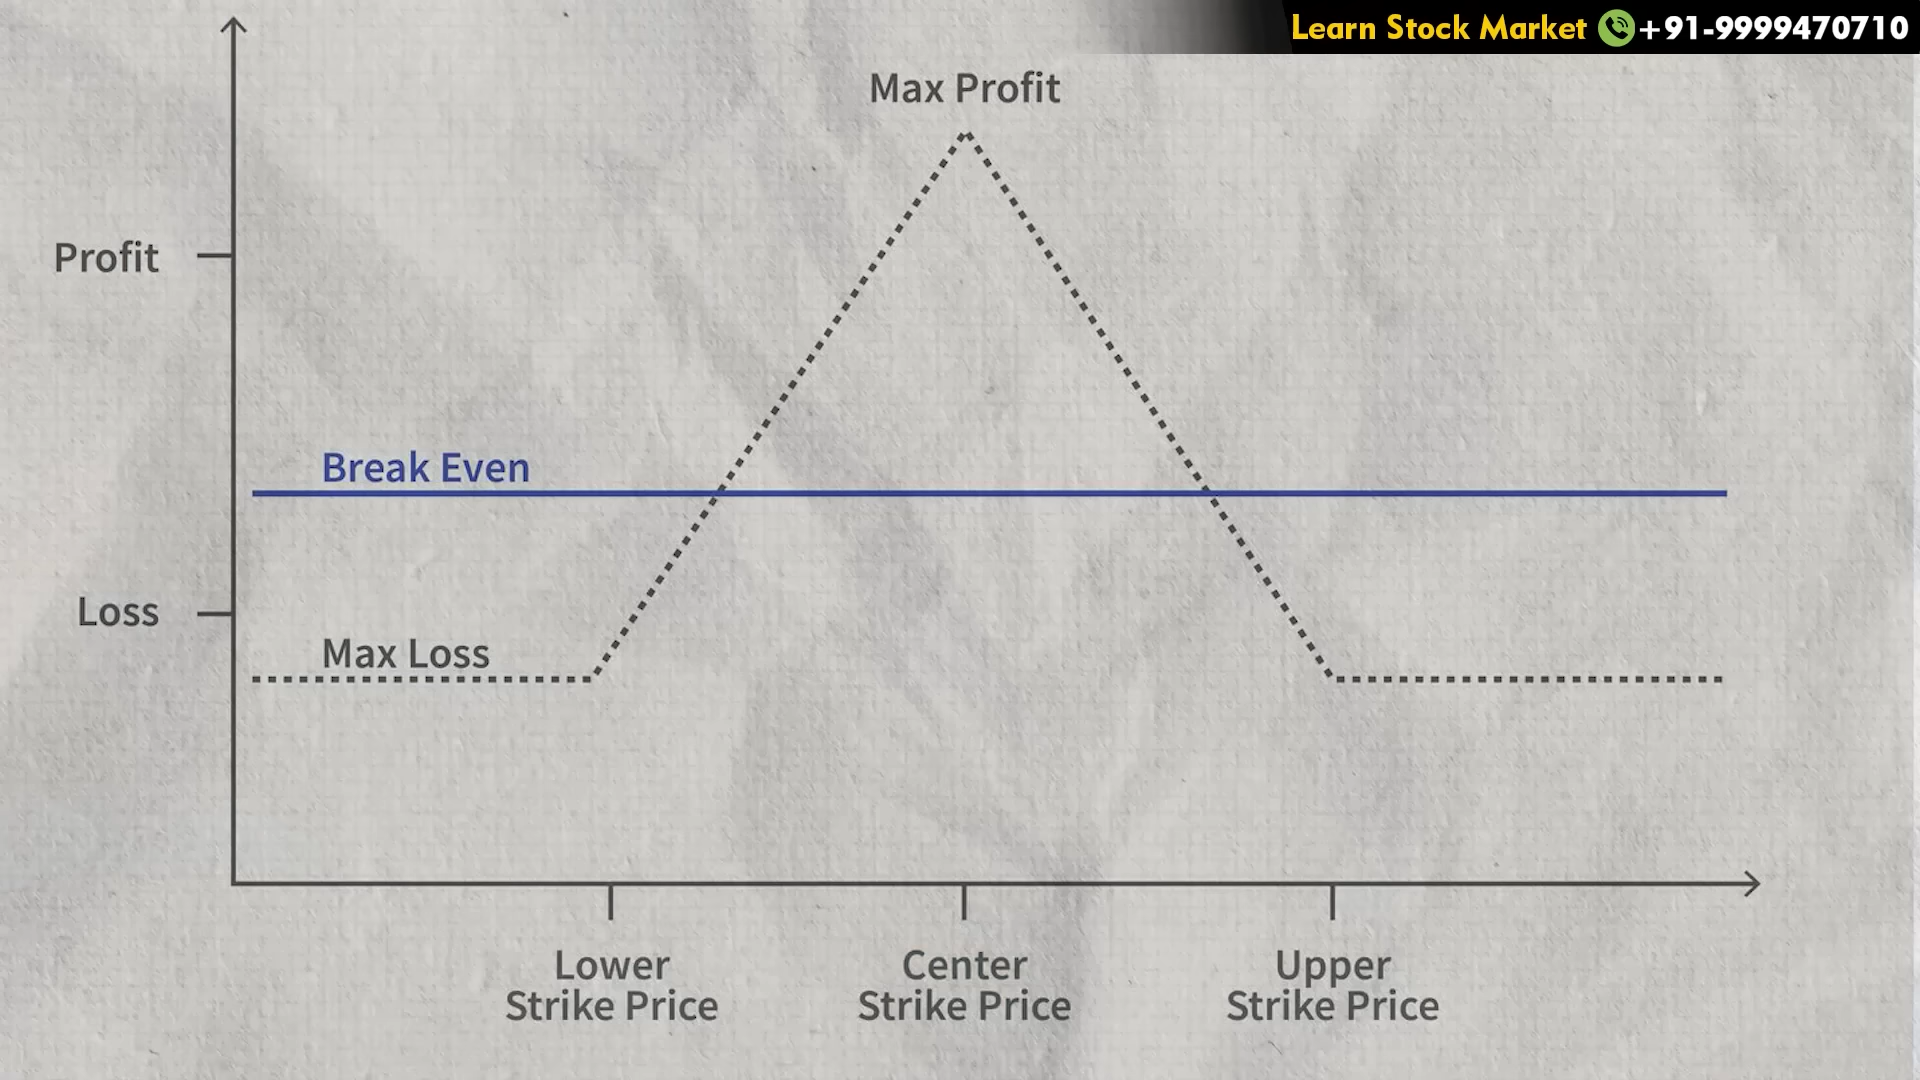 Learn Stock Market +91-9999470710
Max Profit
Profit
Break Even
Loss
Max Loss
Lower
Strike Price
Center
Strike Price
Upper
Strike Price